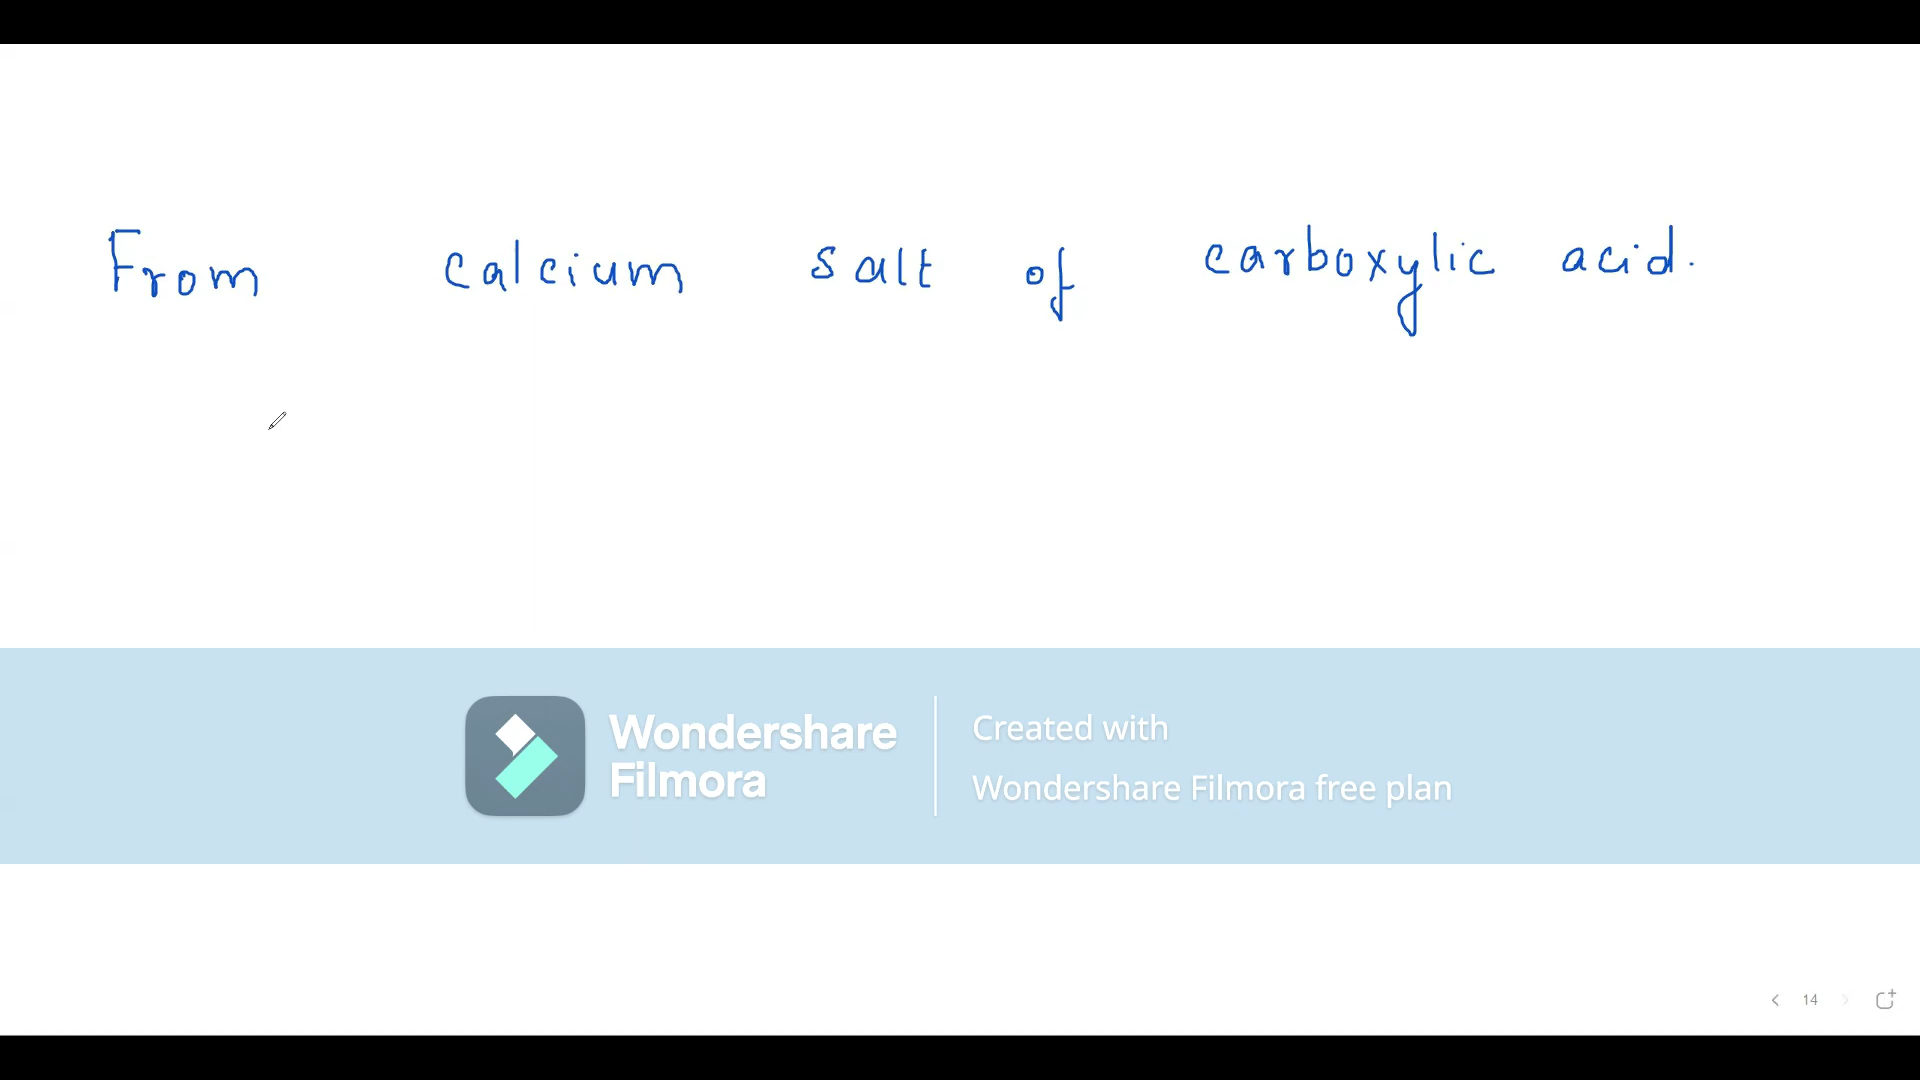 From calcium salt of carboxylic acid.
Wondershare
Filmora
Created with
Wondershare Filmora free plan
14